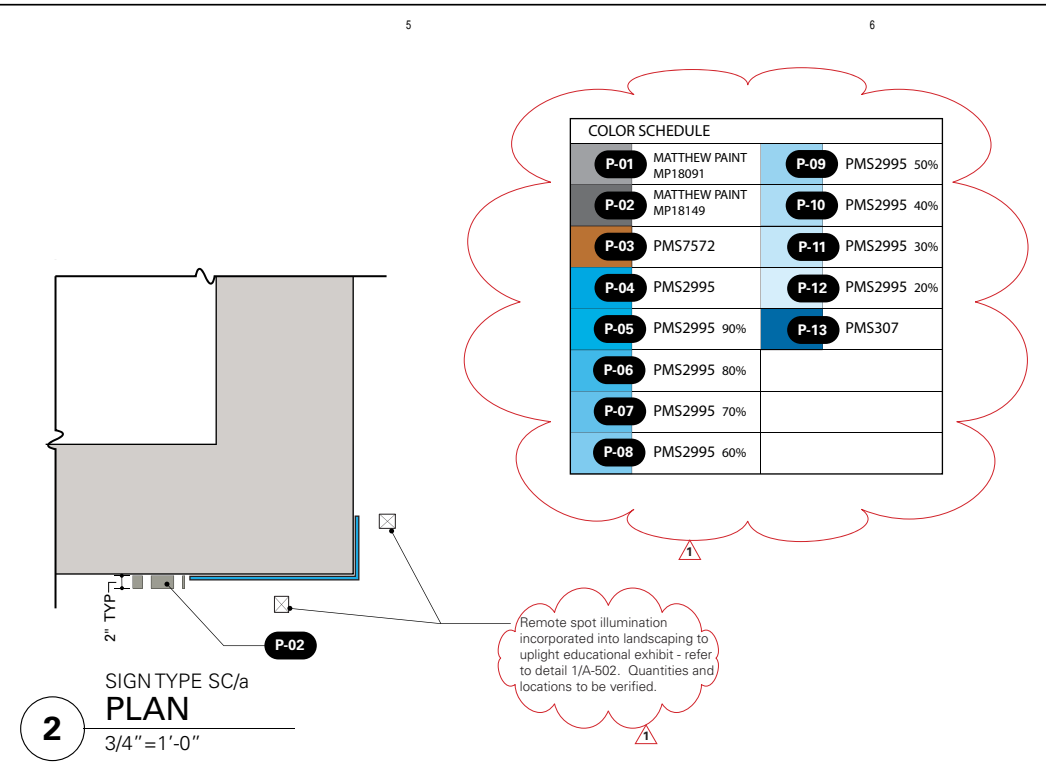 5
6
COLOR SCHEDULE
P-01 MATTHEW PAINT
MP18091
P-09 PMS2995 50%
P-02 MATTHEW PAINT
MP18149
P-10 PMS2995 40%
P-03 PMS7572
P-11 PMS2995 30%
P-04 PMS2995
P-12 PMS2995 20%
P-05 PMS2995 90%
P-13 PMS307
P-06 PMS2995 80%
P-07 PMS2995 70%
P-08 PMS2995 60%
1
2" TYP
P-02
Remote spot illumination
incorporated into landscaping to
uplight educational exhibit - refer
to detail 1/A-502. Quantities and
locations to be verified.
1
SIGN TYPE SC/a
2 PLAN
3/4"=1'-0"